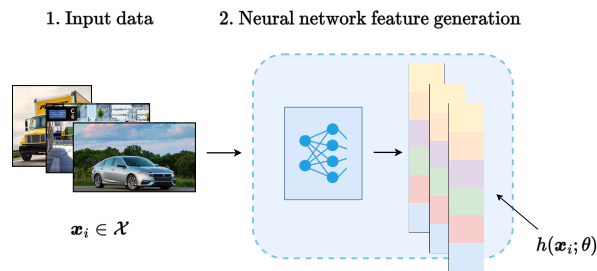 1. Input data
2. Neural network feature generation
𝒙ᵢ ∈ 𝒳
h(𝒙ᵢ; θ)